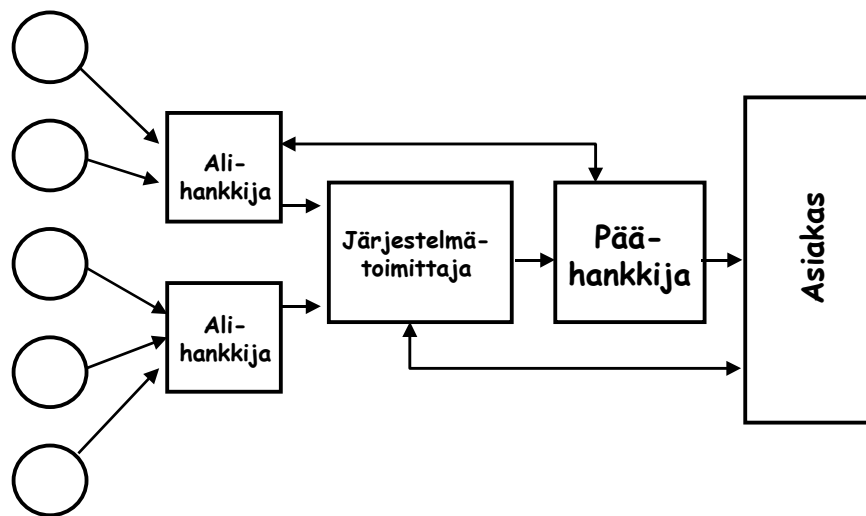 Ali-
hankkija
Järjestelmä-
toimittaja
Pää-
hankkija
Asiakas
Ali-
hankkija